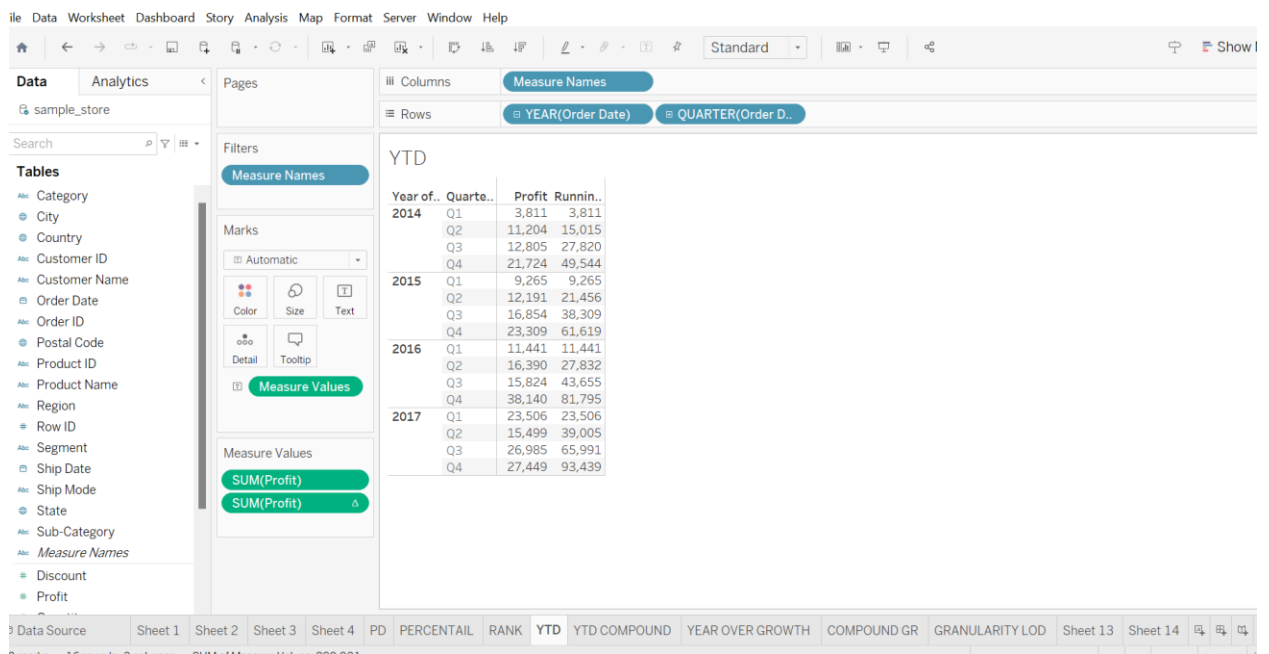 ile Data Worksheet Dashboard Story Analysis Map Format Server Window Help
Standard
Show
Data Analytics
sample_store
Search
Tables
Category
City
Country
Customer ID
Customer Name
Order Date
Order ID
Postal Code
Product ID
Product Name
Region
Row ID
Segment
Ship Date
Ship Mode
State
Sub-Category
Measure Names
Discount
Profit
Pages
Filters
Measure Names
Marks
Automatic
Color Size Text
Detail Tooltip
Measure Values
Measure Values
SUM(Profit)
SUM(Profit) Δ
Columns Measure Names
Rows YEAR(Order Date) QUARTER(Order D..
YTD
Year of.. Quarte.. Profit Runnin..
2014 Q1 3,811 3,811
Q2 11,204 15,015
Q3 12,805 27,820
Q4 21,724 49,544
2015 Q1 9,265 9,265
Q2 12,191 21,456
Q3 16,854 38,309
Q4 23,309 61,619
2016 Q1 11,441 11,441
Q2 16,390 27,832
Q3 15,824 43,655
Q4 38,140 81,795
2017 Q1 23,506 23,506
Q2 15,499 39,005
Q3 26,985 65,991
Q4 27,449 93,439
Data Source Sheet 1 Sheet 2 Sheet 3 Sheet 4 PD PERCENTAIL RANK YTD YTD COMPOUND YEAR OVER GROWTH COMPOUND GR GRANULARITY LOD Sheet 13 Sheet 14